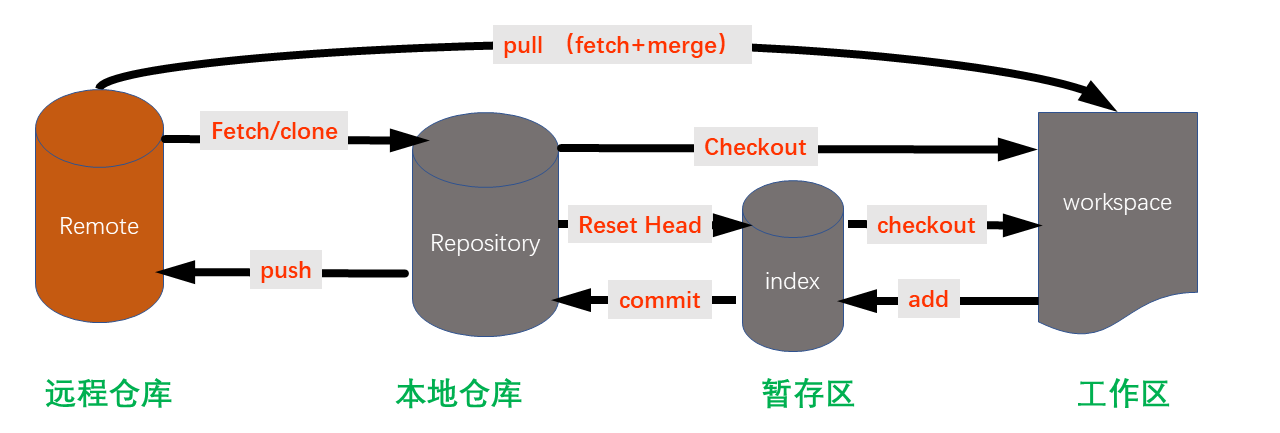 pull （fetch+merge）
Fetch/clone
Checkout
Remote
Repository
Reset Head
checkout
workspace
push
commit
index
add
远程仓库
本地仓库
暂存区
工作区